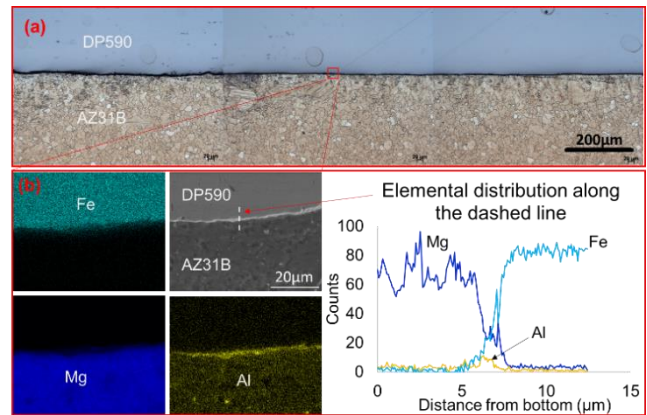 (a)
DP590
AZ31B
200μm
(b)
Fe
DP590
AZ31B
20μm
Mg
Al
Elemental distribution along
the dashed line
Counts
100
80
60
40
20
0
Mg
Fe
Al
0
5
10
15
Distance from bottom (μm)